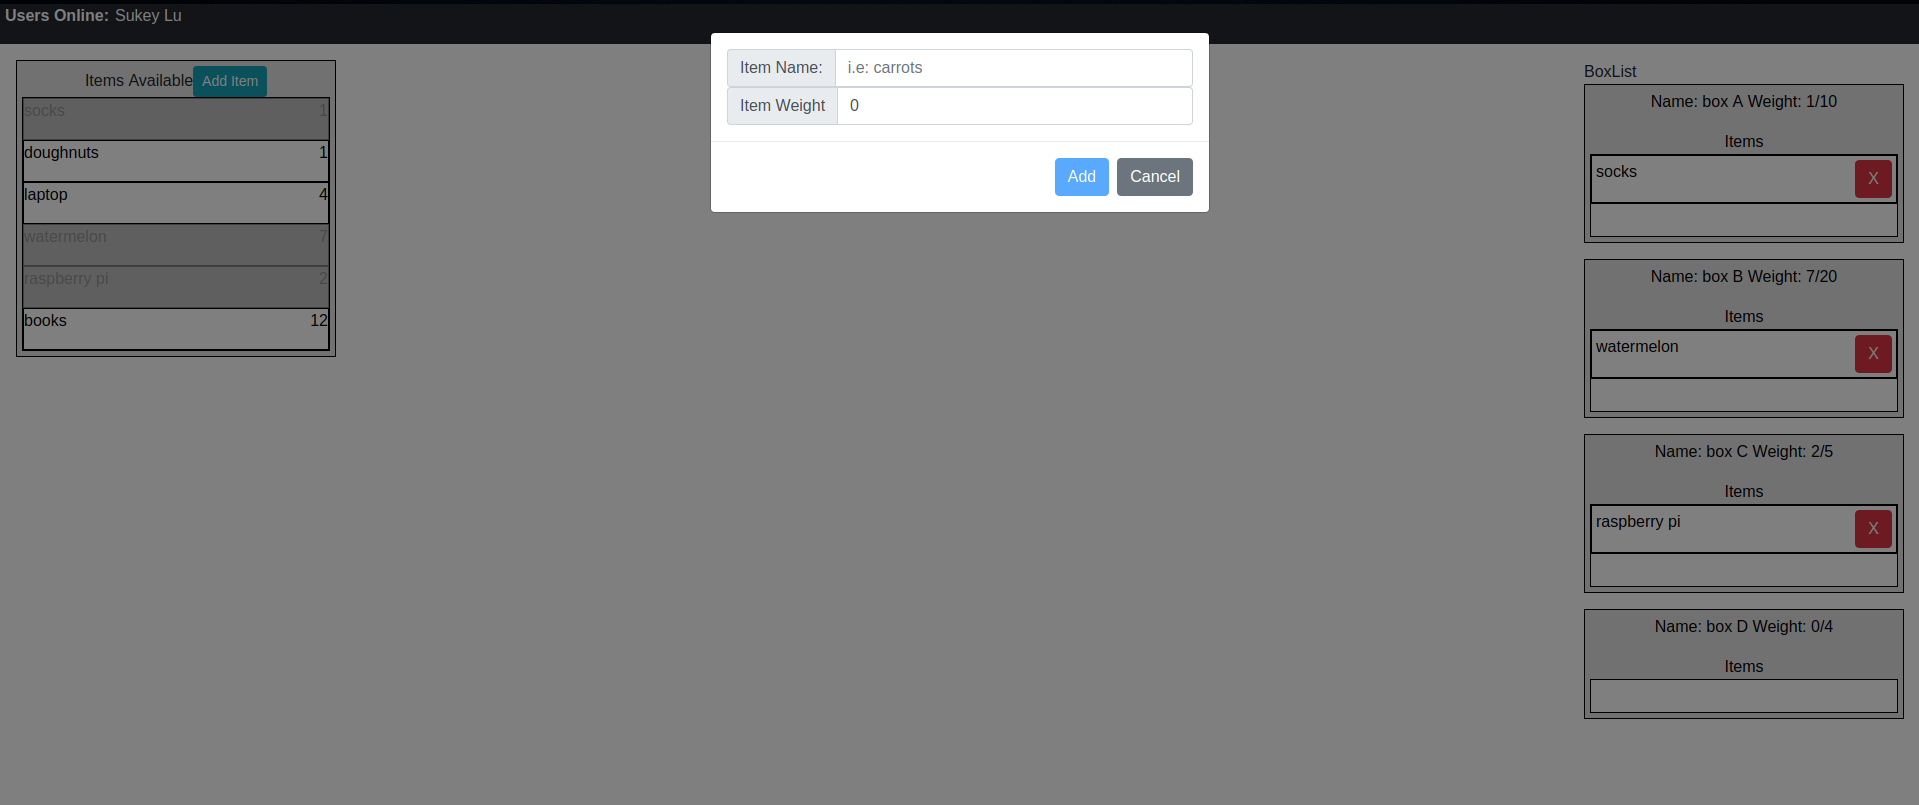 Users Online: Sukey Lu
Item Name: i.e: carrots
Item Weight 0
Add Cancel
Items Available Add Item
socks 1
doughnuts 1
laptop 4
watermelon 7
raspberry pi 2
books 12
BoxList
Name: box A Weight: 1/10
Items
socks X
Name: box B Weight: 7/20
Items
watermelon X
Name: box C Weight: 2/5
Items
raspberry pi X
Name: box D Weight: 0/4
Items